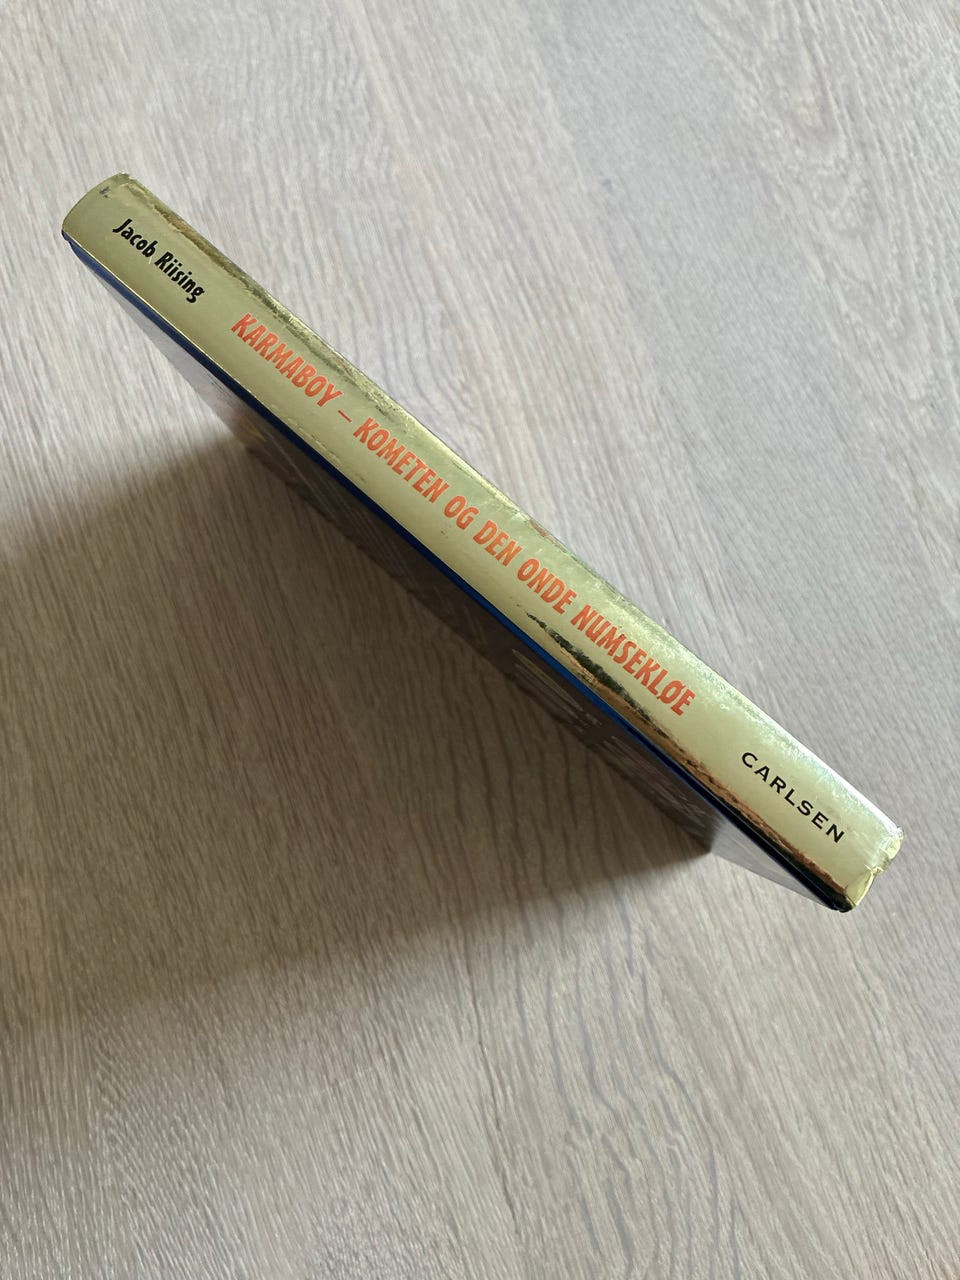 Jacob Riising
KARMABOY – KOMETEN OG DEN ONDE NUMSEKLØE
CARLSEN